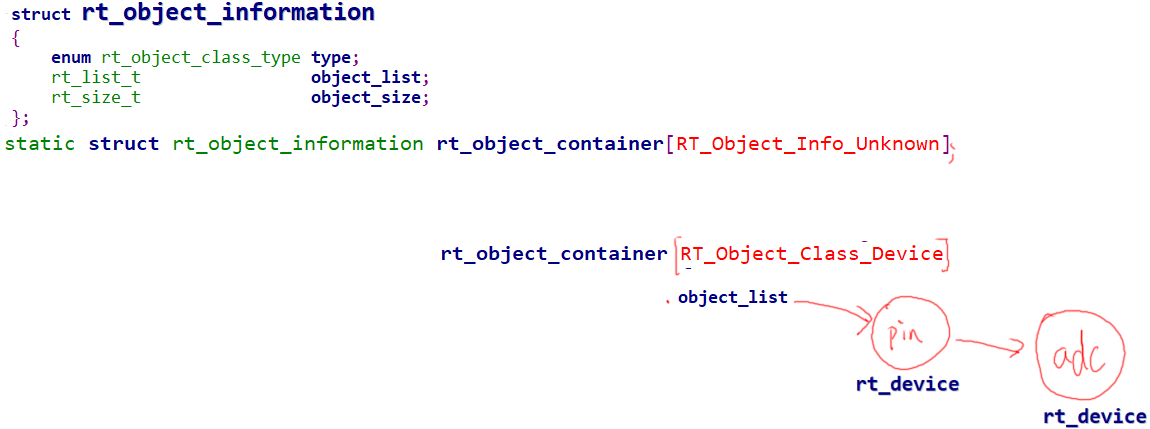 struct rt_object_information
{
enum rt_object_class_type type;
rt_list_t object_list;
rt_size_t object_size;
};
static struct rt_object_information rt_object_container[RT_Object_Info_Unknown];
rt_object_container[RT_Object_Class_Device]
. object_list
pin
adc
rt_device
rt_device